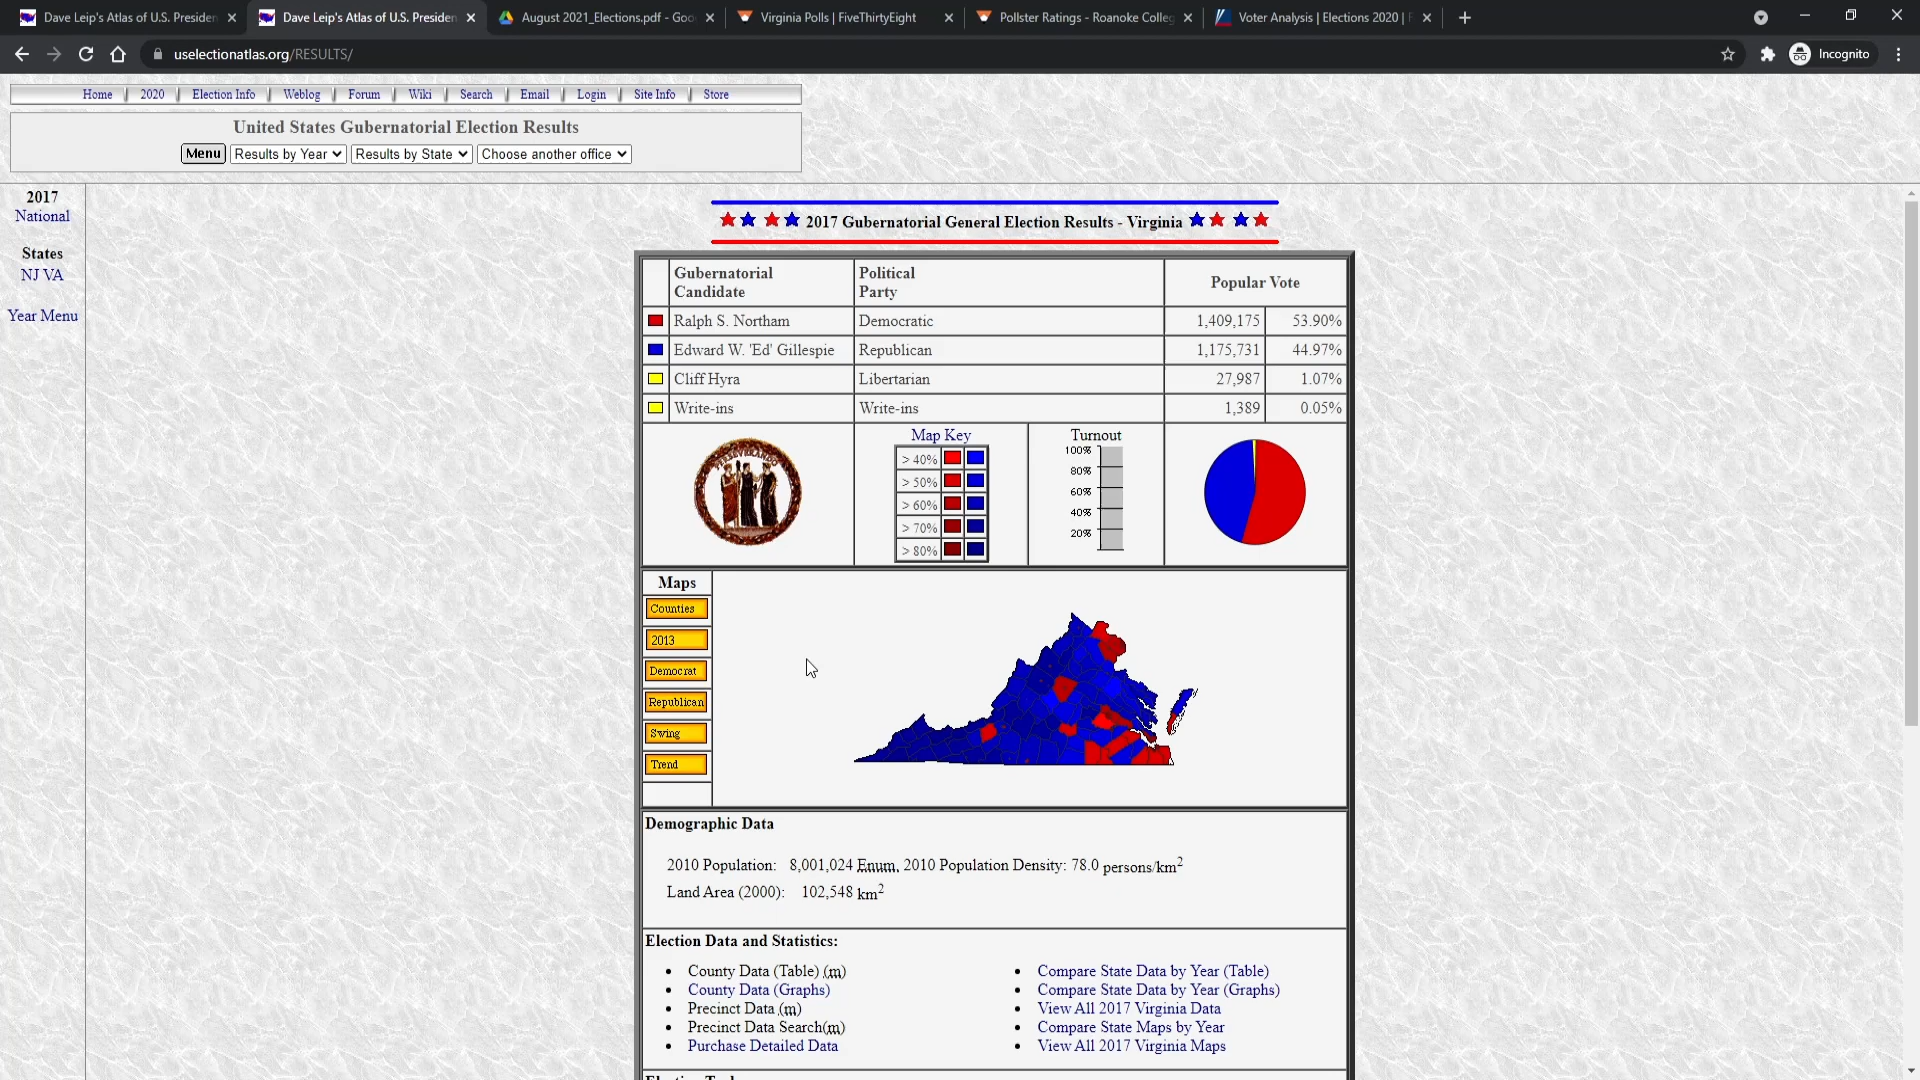 Dave Leip's Atlas of U.S. Presiden
Dave Leip's Atlas of U.S. Presiden
August 2021_Elections.pdf - Goo
Virginia Polls | FiveThirtyEight
Pollster Ratings - Roanoke Colleg
Voter Analysis | Elections 2020 | F
uselectionatlas.org/RESULTS/
Incognito
Home
2020
Election Info
Weblog
Forum
Wiki
Search
Email
Login
Site Info
Store
United States Gubernatorial Election Results
Menu
Results by Year
Results by State
Choose another office
2017
National
States
NJ VA
Year Menu
2017 Gubernatorial General Election Results - Virginia
Gubernatorial
Candidate
Political
Party
Popular Vote
Ralph S. Northam Democratic 1,409,175 53.90%
Edward W. 'Ed' Gillespie Republican 1,175,731 44.97%
Cliff Hyra Libertarian 27,987 1.07%
Write-ins Write-ins 1,389 0.05%
PERSEVERANDO
Map Key
> 40%
> 50%
> 60%
> 70%
> 80%
Turnout
100%
80%
60%
40%
20%
Maps
Counties
2013
Democrat
Republican
Swing
Trend
Demographic Data
2010 Population: 8,001,024 Enum, 2010 Population Density: 78.0 persons/km2
Land Area (2000): 102,548 km2
Election Data and Statistics:
County Data (Table) (m)
County Data (Graphs)
Precinct Data (m)
Precinct Data Search(m)
Purchase Detailed Data
Compare State Data by Year (Table)
Compare State Data by Year (Graphs)
View All 2017 Virginia Data
Compare State Maps by Year
View All 2017 Virginia Maps